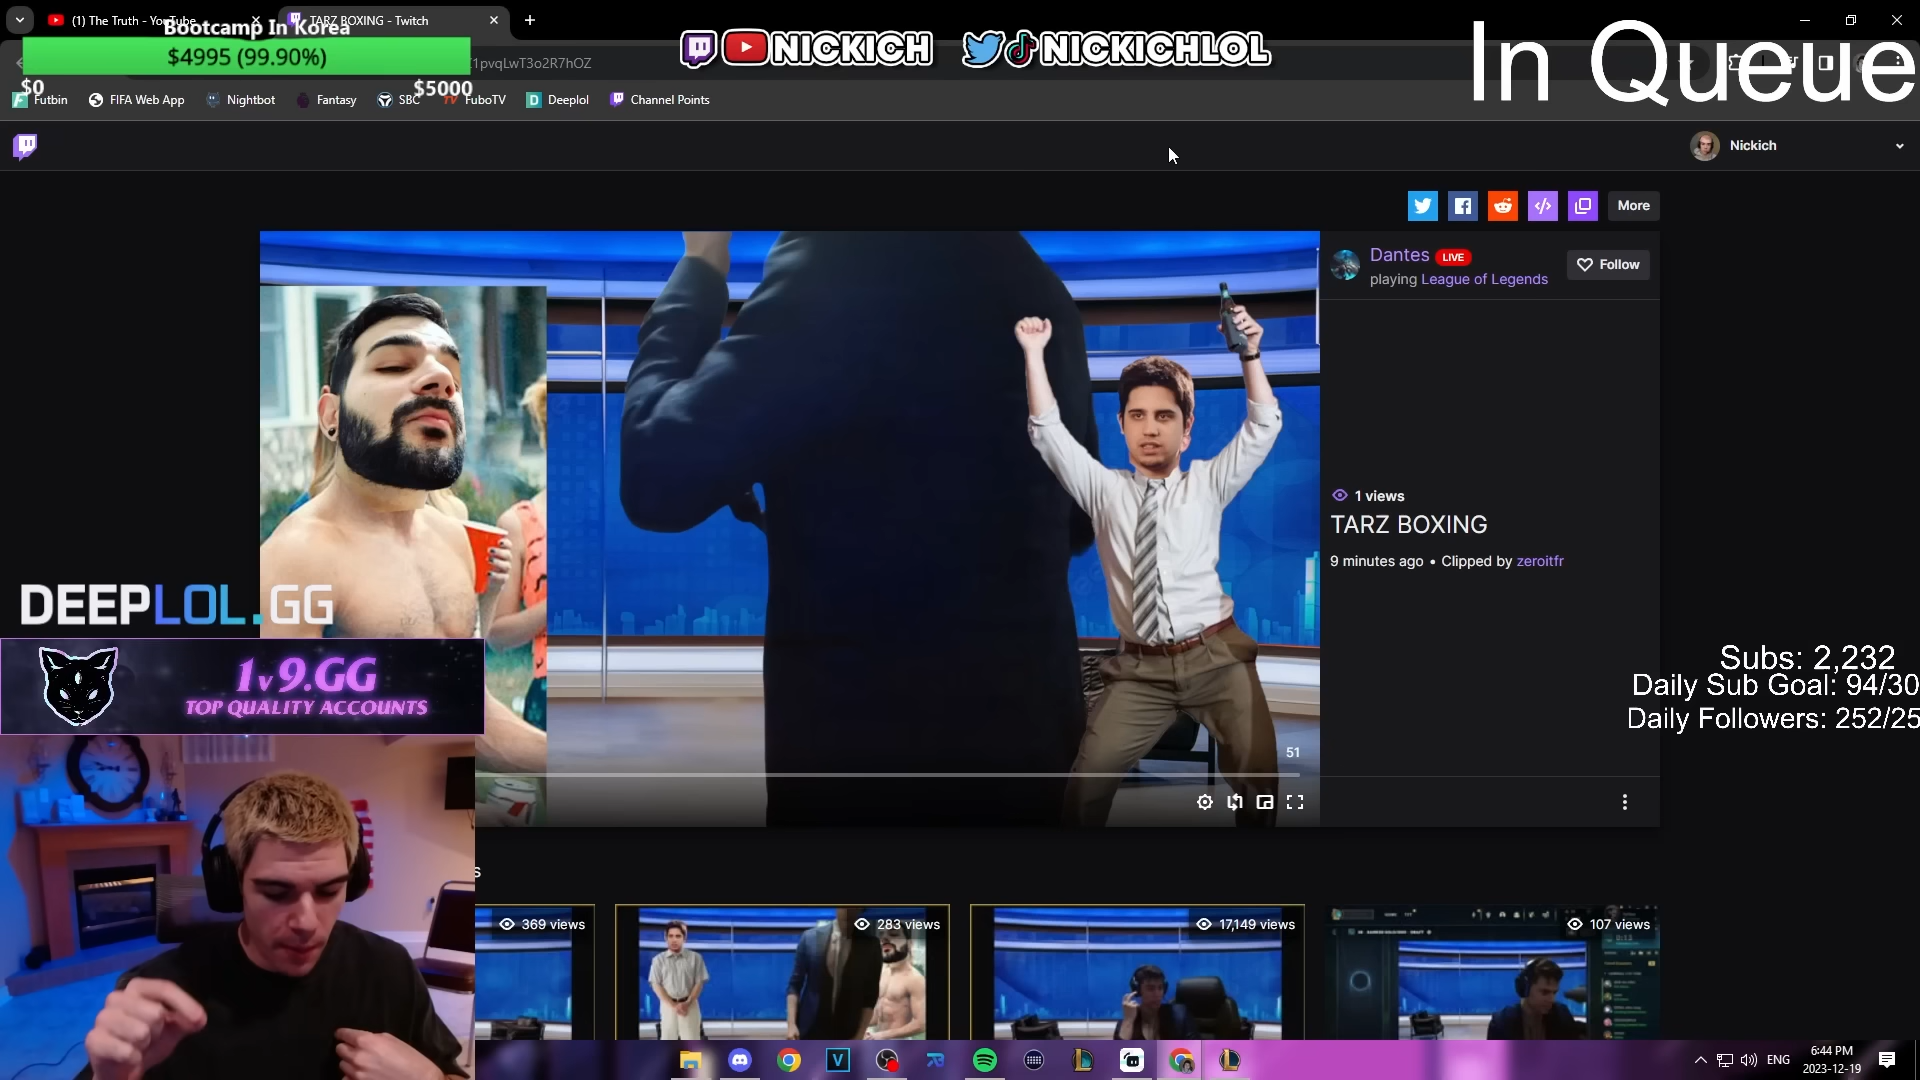 (1) The Truth - YouTube
TARZ BOXING - Twitch
Bootcamp In Korea
$4995 (99.90%)
$0
$5000
1pvqLwT3o2R7hOZ
NICKICH
NICKICHLOL
In Queue
Futbin
FIFA Web App
Nightbot
Fantasy
SBC
FuboTV
Deeplol
Channel Points
Nickich
More
Dantes
LIVE
Follow
playing League of Legends
1 views
TARZ BOXING
9 minutes ago • Clipped by zeroitfr
51
DEEPLOL.GG
1v9.GG
TOP QUALITY ACCOUNTS
Subs: 2,232
Daily Sub Goal: 94/30
Daily Followers: 252/25
s
369 views
283 views
17,149 views
107 views
ENG
6:44 PM
2023-12-19